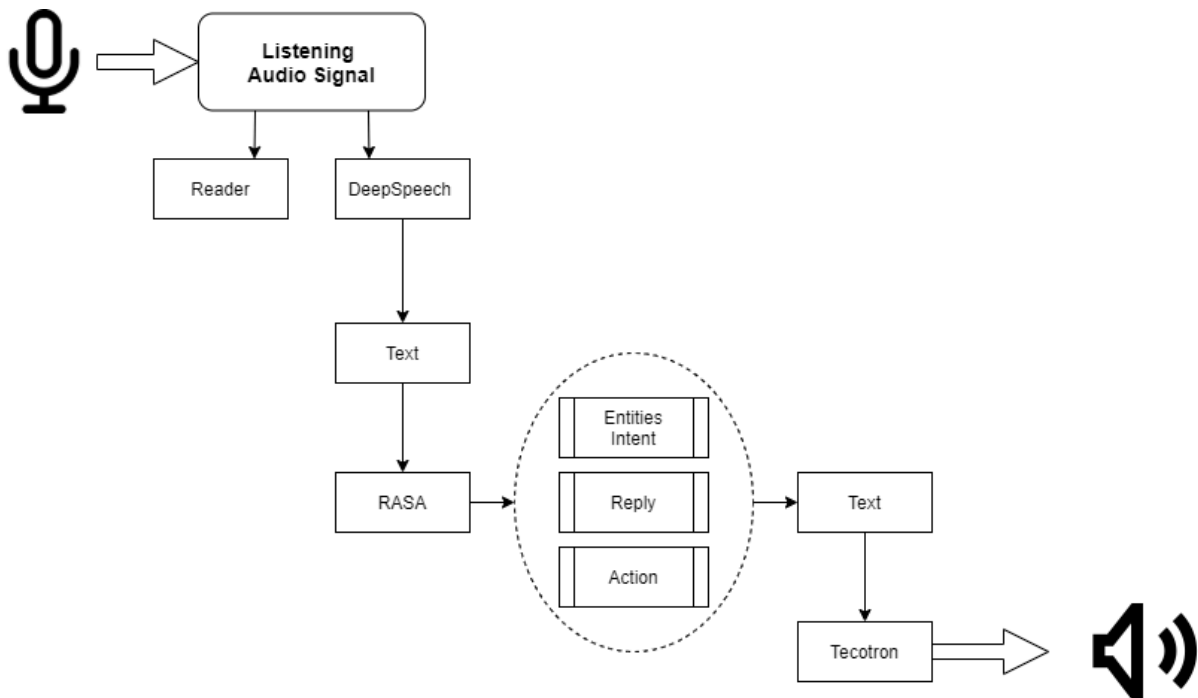 Listening
Audio Signal
Reader
DeepSpeech
Text
RASA
Entities
Intent
Reply
Action
Text
Tecotron